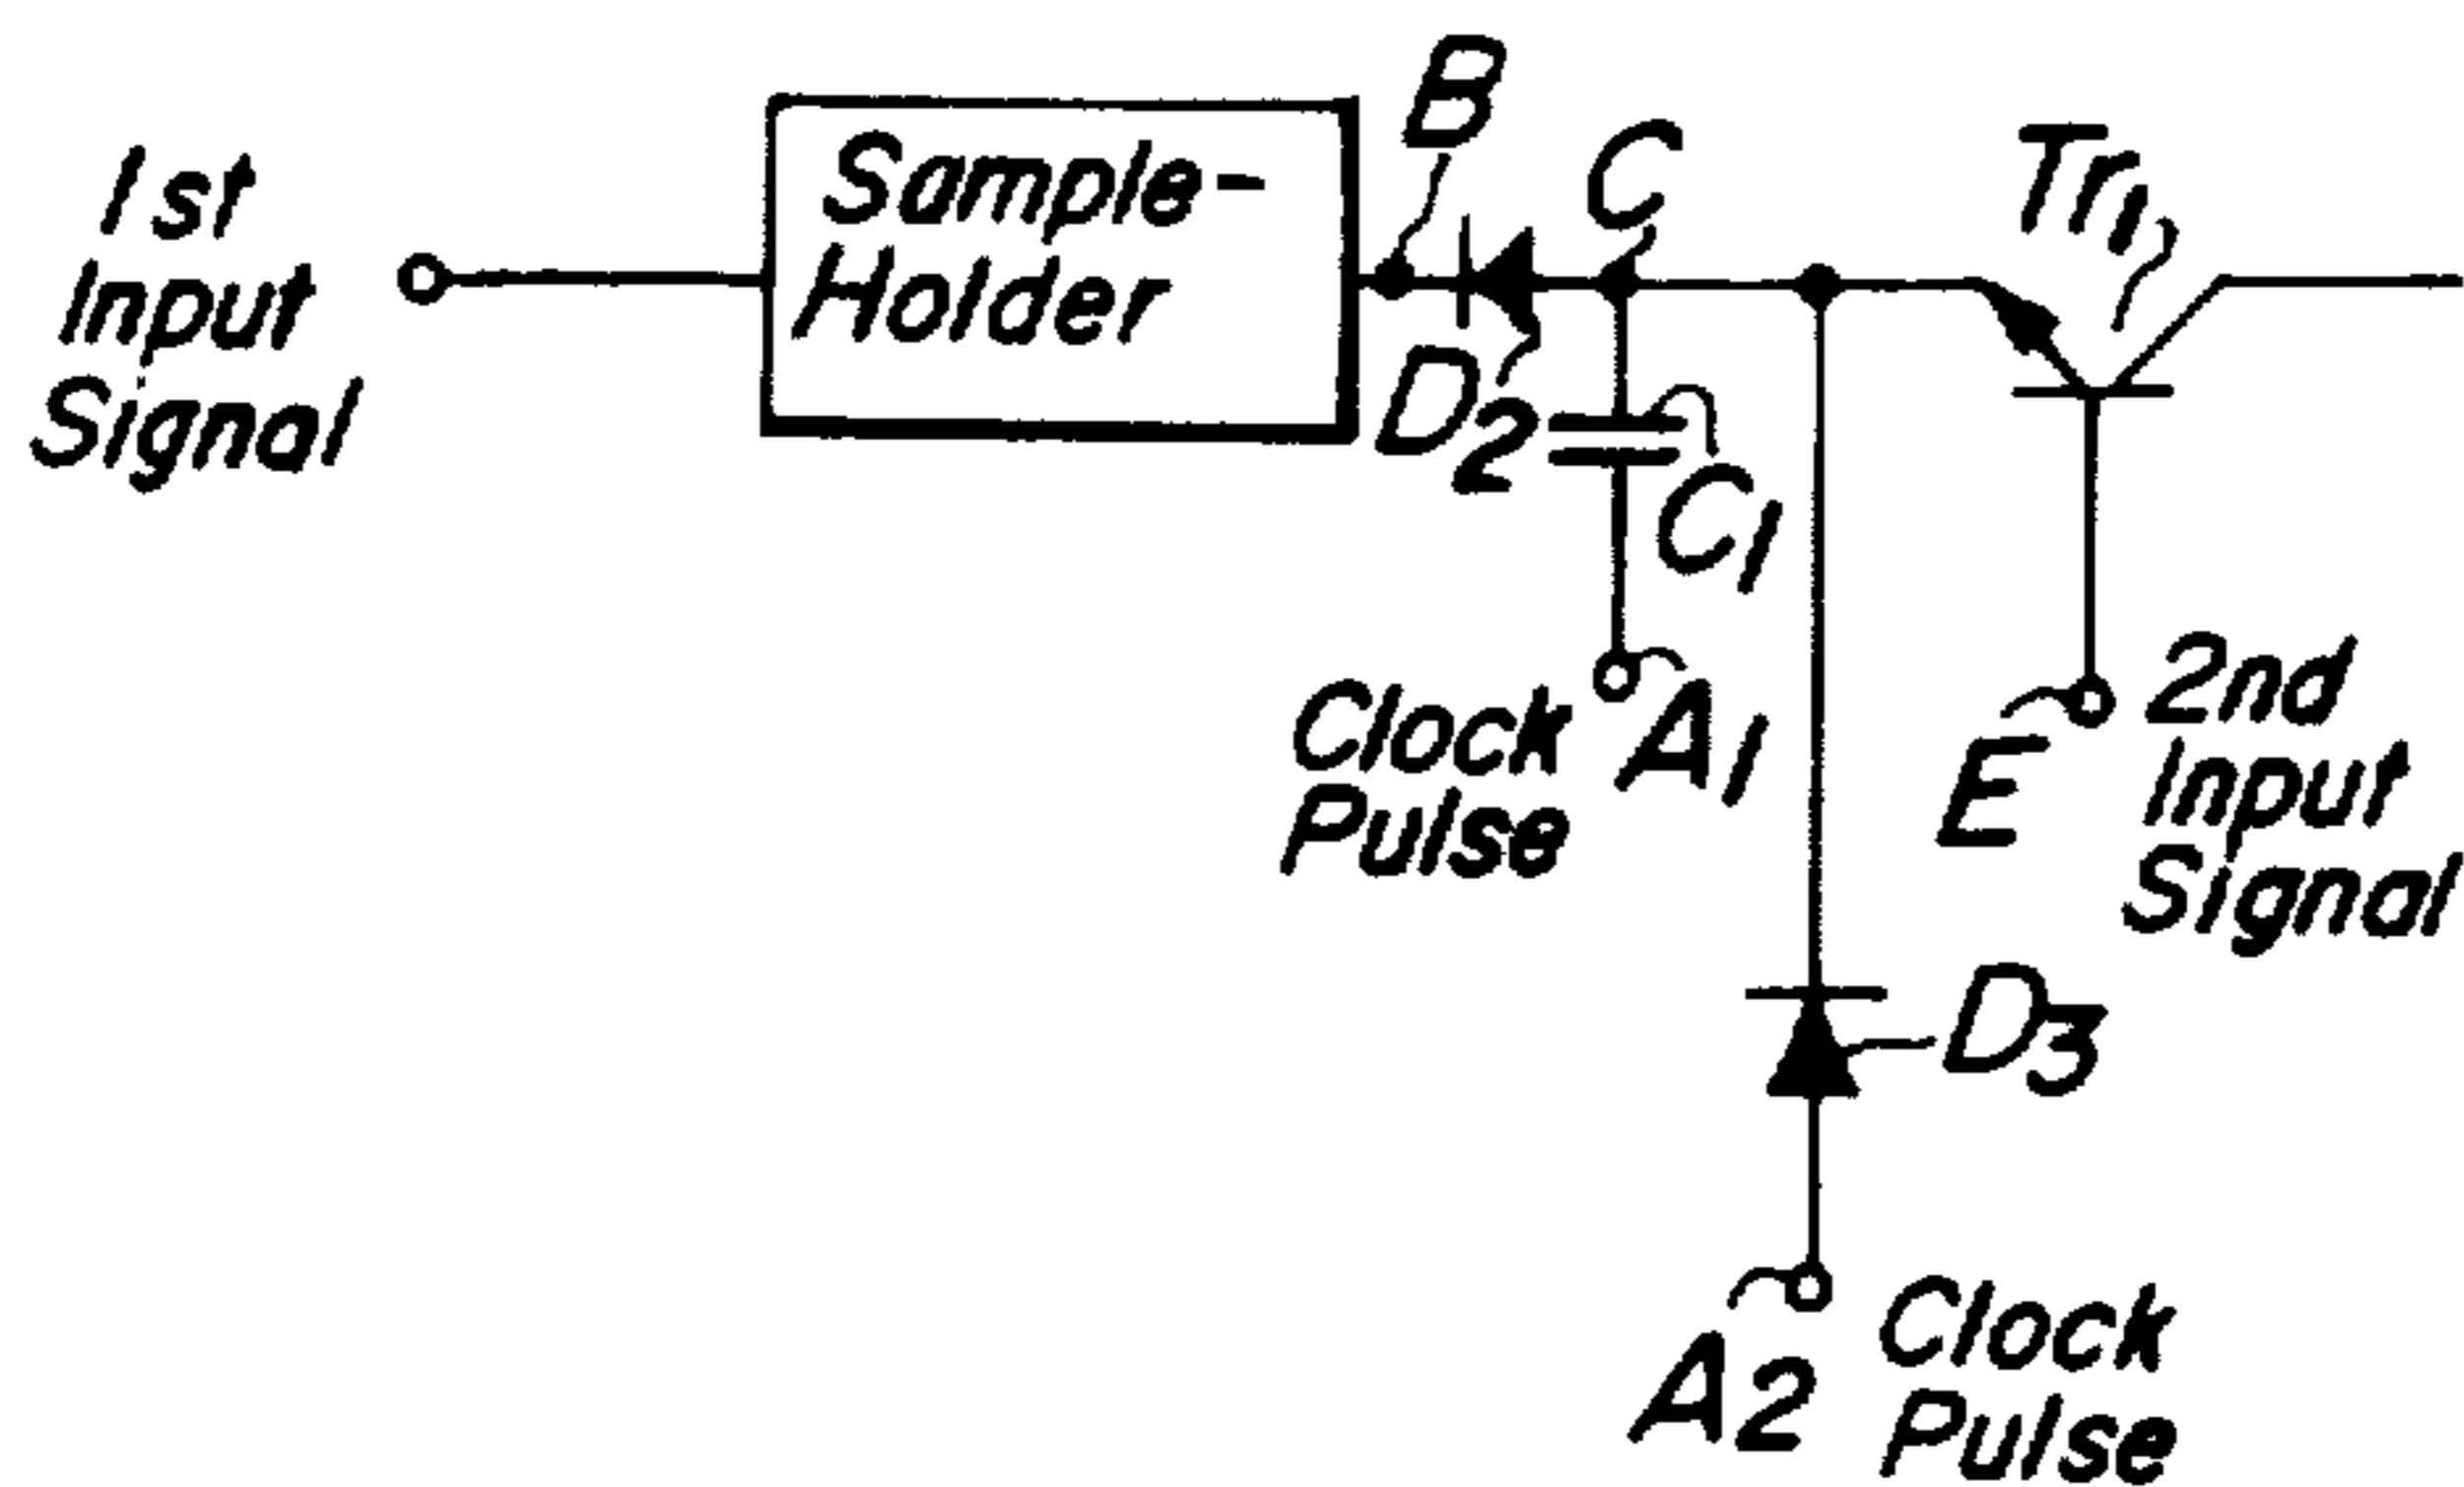 1st
Input
Signal
Sample-
Holder
B
C
Tr1
D2
C1
Clock
Pulse
A1
2nd
Input
Signal
E
D3
A2
Clock
Pulse